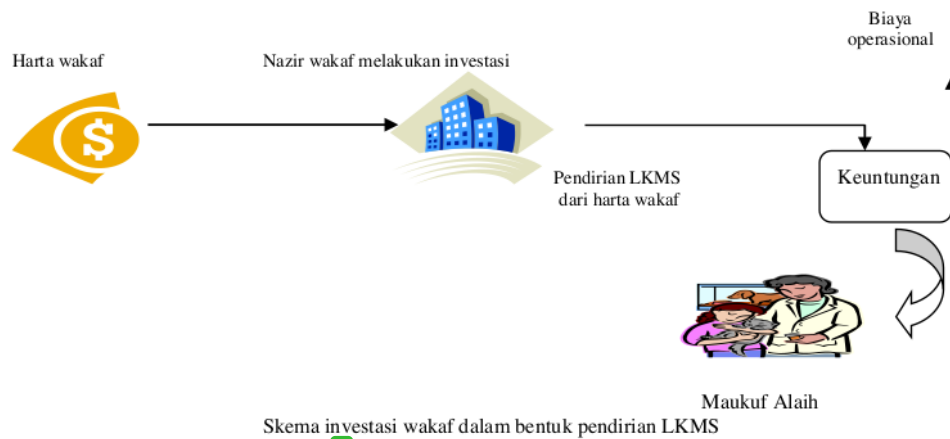 Biaya
operasional
Harta wakaf
Nazir wakaf melakukan investasi
$
Pendirian LKMS
dari harta wakaf
Keuntungan
Maukuf Alaih
Skema investasi wakaf dalam bentuk pendirian LKMS